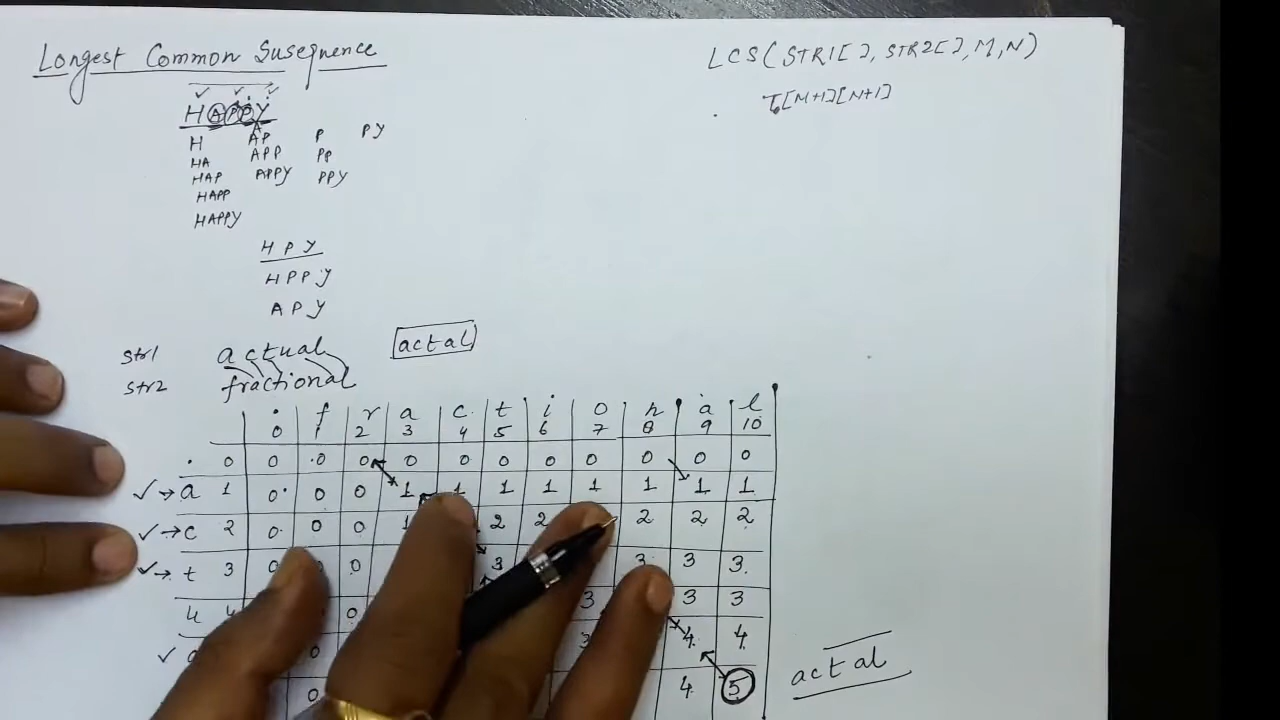 Longest Common Susequence
LCS(STR1[], STR2[], M, N)
T[M+1][N+1]
HAPPY
H AP P PY
HA APP PP
HAP APPY PPY
HAPP
HAPPY
H P Y
H P P Y
A P Y
str1 actual actal
str2 fractional
f r a c t i o n a l
0 1 2 3 4 5 6 7 8 9 10
0 0 0 0 0 0 0 0 0 0 0 0
a 1 0 0 0 1 1 1 1 1 1 1 1
c 2 0 0 0 1 2 2 2 2 2
t 3 0 0 3 3 3 3
u 4 0 3 3 3
a 0 3 4 4
0 4 5
actal